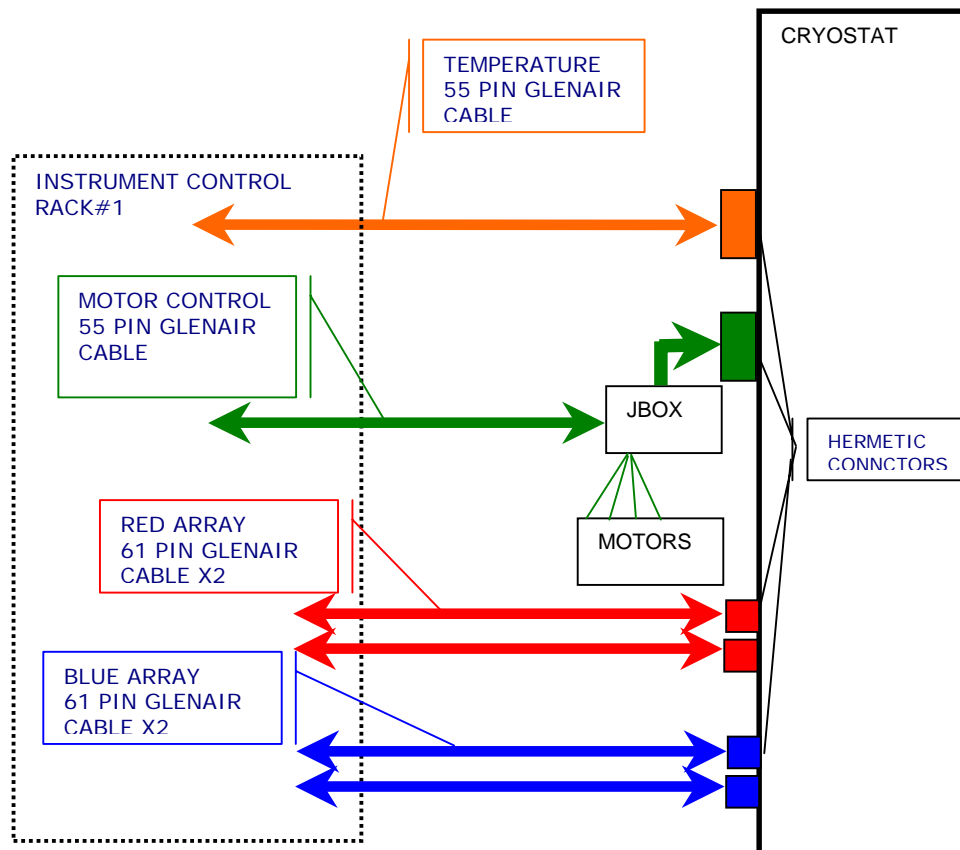 CRYOSTAT
TEMPERATURE
55 PIN GLENAIR
CABLE
INSTRUMENT CONTROL
RACK#1
MOTOR CONTROL
55 PIN GLENAIR
CABLE
JBOX
HERMETIC
CONNCTORS
RED ARRAY
61 PIN GLENAIR
CABLE X2
MOTORS
BLUE ARRAY
61 PIN GLENAIR
CABLE X2